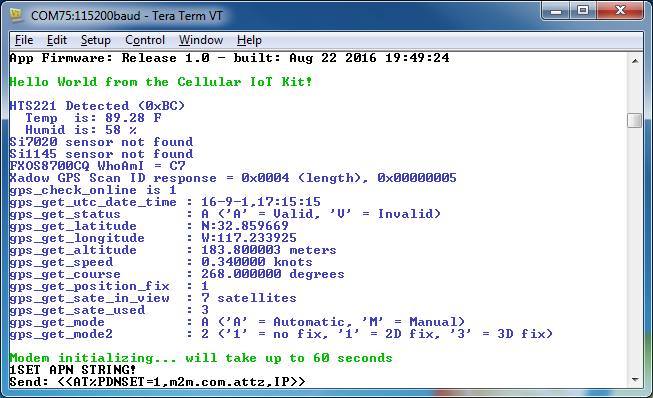 COM75:115200baud - Tera Term VT
File Edit Setup Control Window Help
App Firmware: Release 1.0 - built: Aug 22 2016 19:49:24
Hello World from the Cellular IoT Kit!
HTS221 Detected (0xBC)
Temp  is: 89.28 F
Humid is: 58 %
Si7020 sensor not found
Si1145 sensor not found
FXOS8700CQ WhoAmI = C7
Xadow GPS Scan ID response = 0x0004 (length), 0x00000005
gps_check_online is 1
gps_get_utc_date_time : 16-9-1,17:15:15
gps_get_status        : A ('A' = Valid, 'V' = Invalid)
gps_get_latitude      : N:32.859669
gps_get_longitude     : W:117.233925
gps_get_altitude      : 183.800003 meters
gps_get_speed         : 0.340000 knots
gps_get_course        : 268.000000 degrees
gps_get_position_fix  : 1
gps_get_sate_in_view  : 7 satellites
gps_get_sate_used     : 3
gps_get_mode          : A ('A' = Automatic, 'M' = Manual)
gps_get_mode2         : 2 ('1' = no fix, '1' = 2D fix, '3' = 3D fix)
Modem initializing... will take up to 60 seconds
1SET APN STRING!
Send: <<AT%PDNSET=1,m2m.com.attz,IP>>